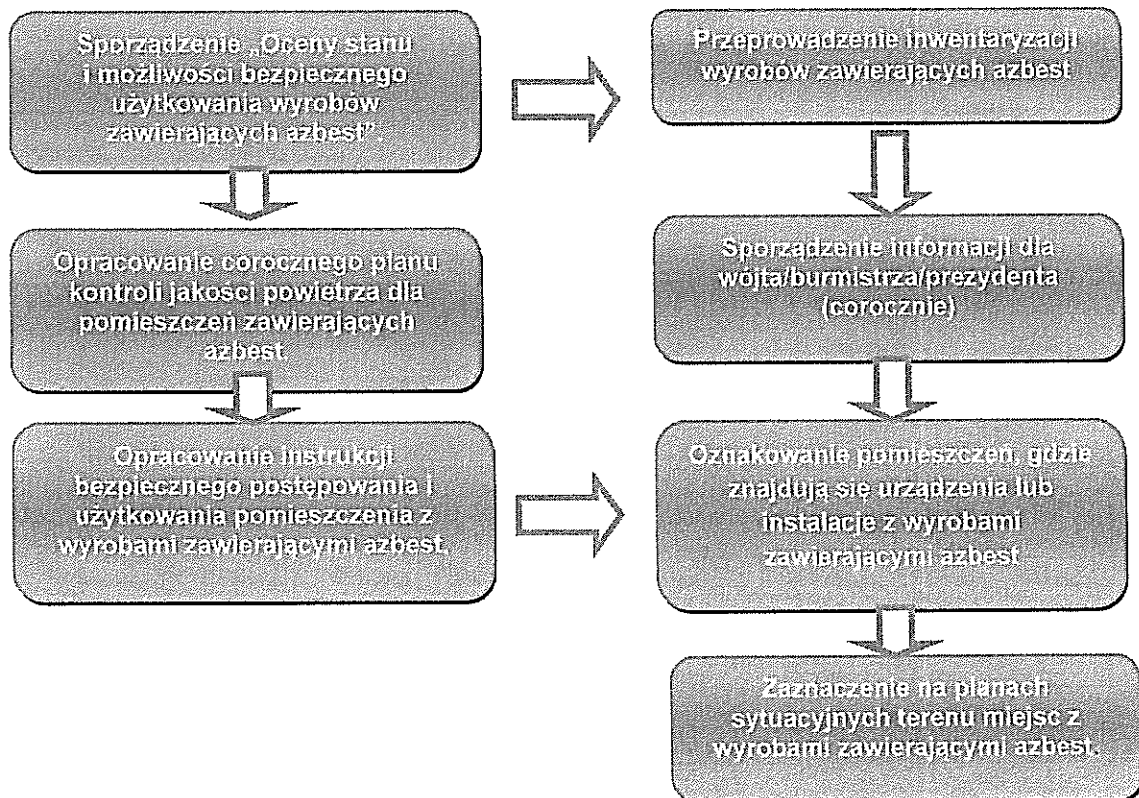 Sporządzenie „Oceny stanu
i możliwości bezpiecznego
użytkowania wyrobów
zawierających azbest”
Przeprowadzenie inwentaryzacji
wyrobów zawierających azbest
Opracowanie corocznego planu
kontroli jakości powietrza dla
pomieszczeń zawierających
azbest
Sporządzenie informacji dla
wójta/burmistrza/prezydenta
(corocznie)
Opracowanie instrukcji
bezpiecznego postępowania i
użytkowania pomieszczenia z
wyrobami zawierającymi azbest.
Oznakowanie pomieszczeń, gdzie
znajdują się urządzenia lub
instalacje z wyrobami
zawierającymi azbest
Zaznaczenie na planach
sytuacyjnych terenu miejsc z
wyrobami zawierającymi azbest.